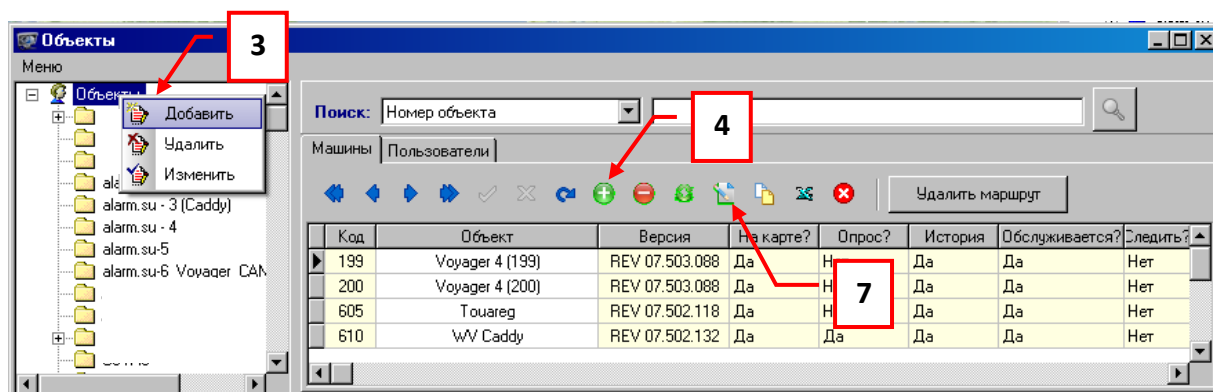 Объекты
3
Меню
Объекты
Добавить
Удалить
Изменить
alarm.su - 3 (Caddy)
alarm.su - 4
alarm.su-5
alarm.su-6 Voyager CAN
Поиск: Номер объекта
4
Машины Пользователи
Удалить маршрут
Код Объект Версия На карте? Опрос? История Обслуживается? Следить?
199 Voyager 4 (199) REV 07.503.088 Да Да Да Нет
200 Voyager 4 (200) REV 07.503.088 Да Да Да Нет
605 Touareg REV 07.502.118 Да Да Да Нет
610 WV Caddy REV 07.502.132 Да Да Да Да Нет
7